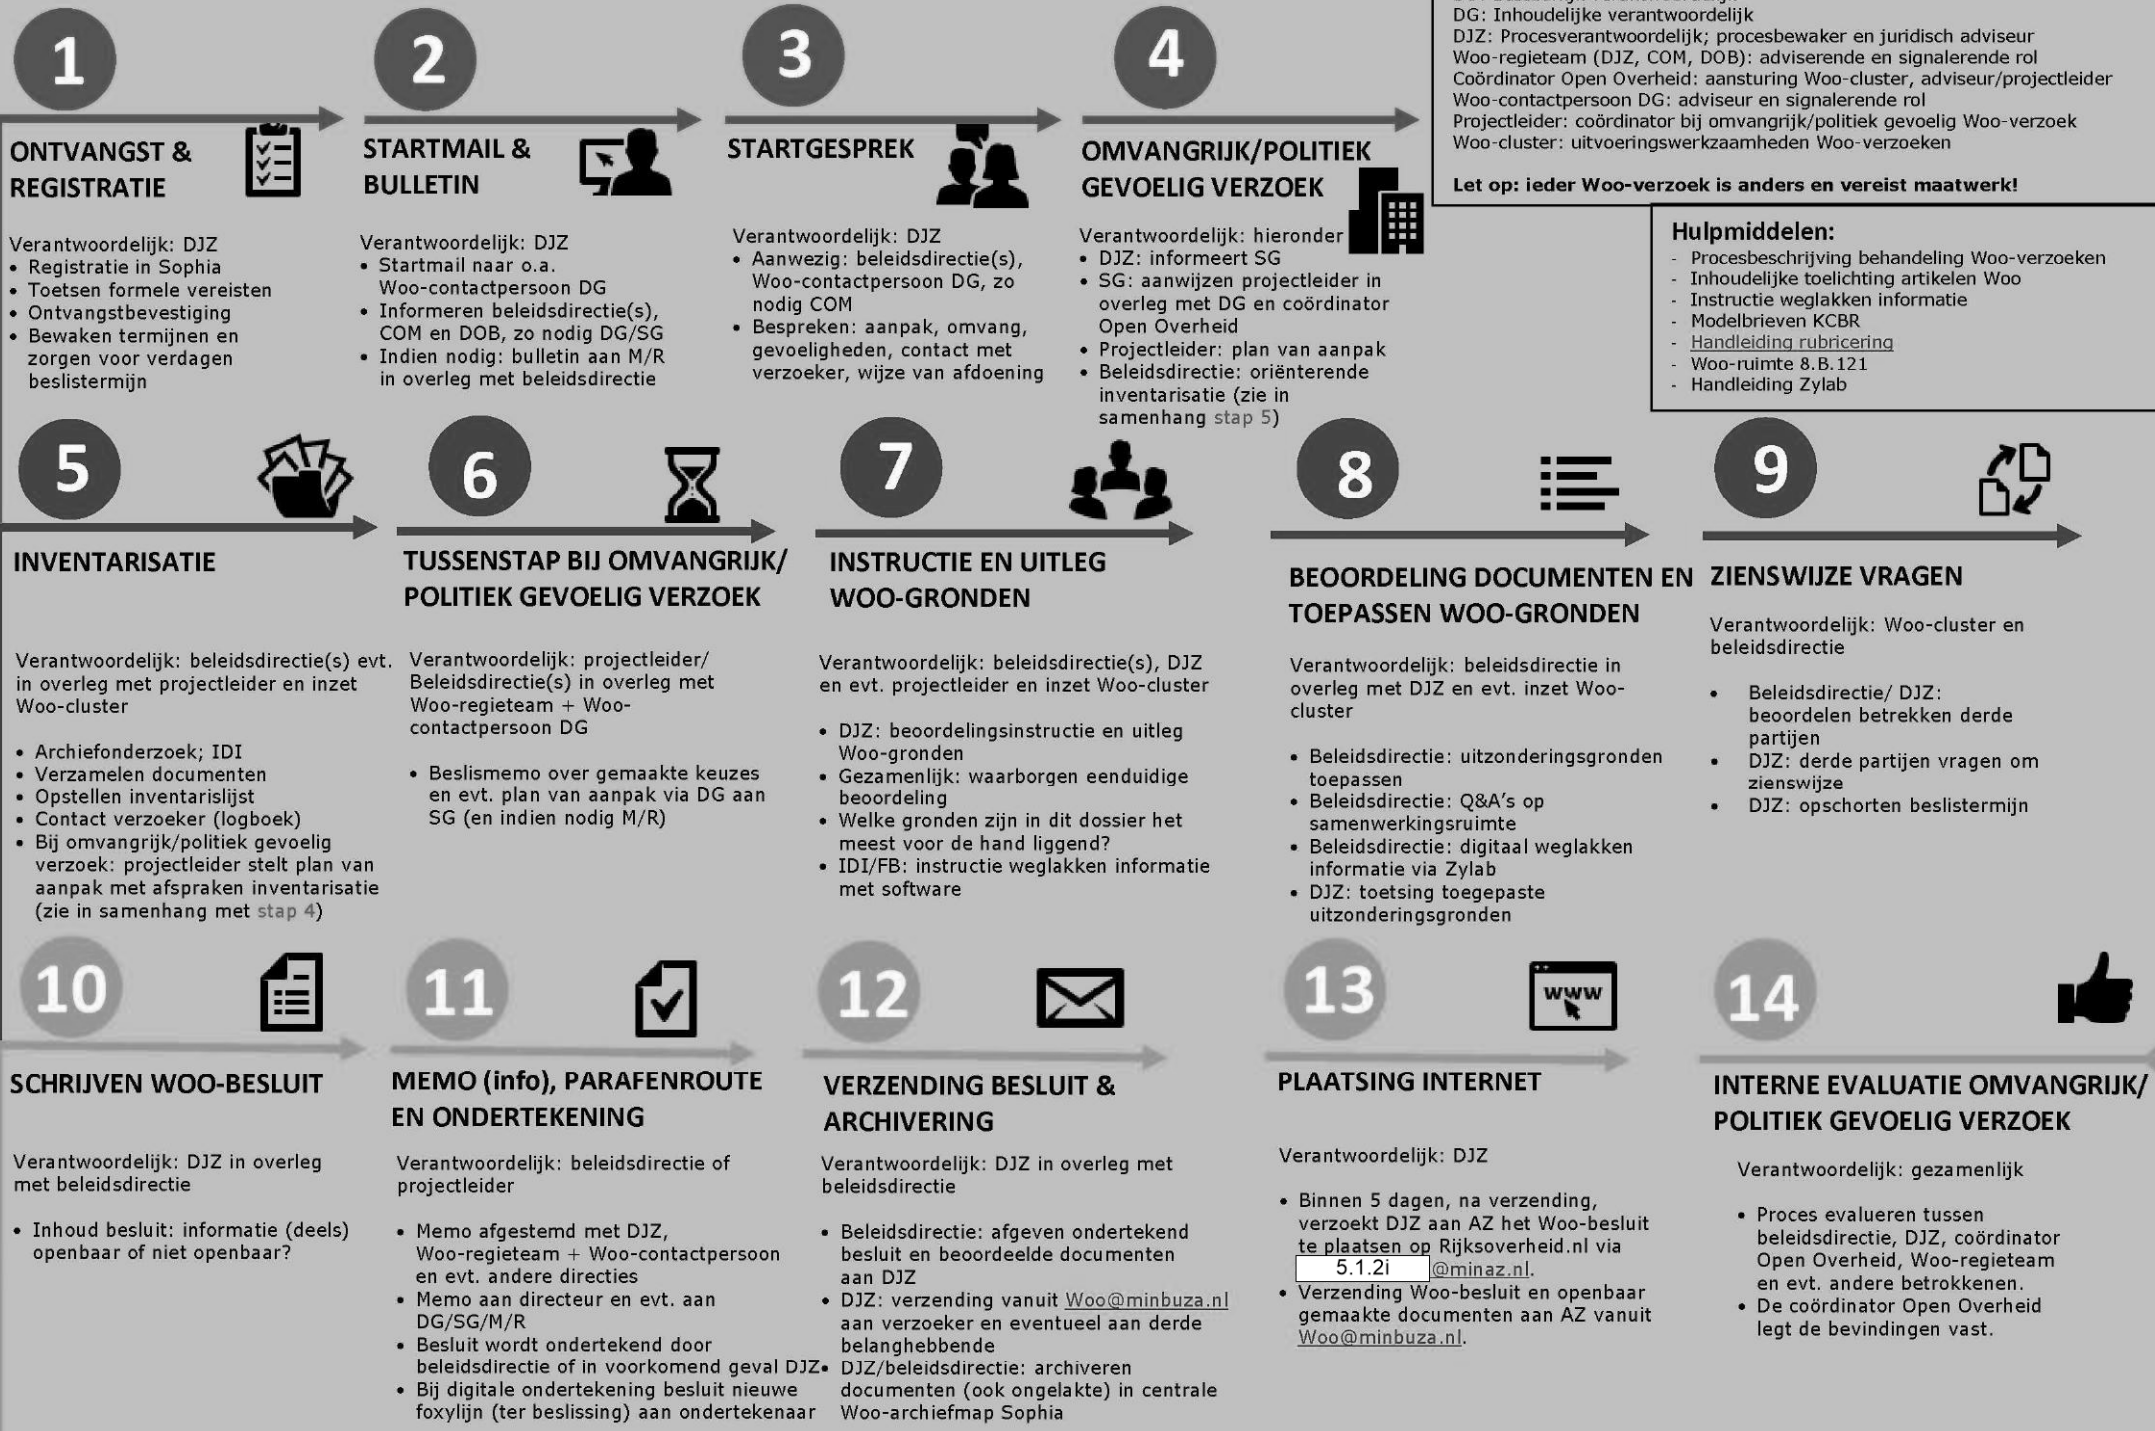 DG: Inhoudelijke verantwoordelijk
DJZ: Procesverantwoordelijk; procesbewaker en juridisch adviseur
Woo-regieteam (DJZ, COM, DOB): adviserende en signalerende rol
Coördinator Open Overheid: aansturing Woo-cluster, adviseur/projectleider
Woo-contactpersoon DG: adviseur en signalerende rol
Projectleider: coördinator bij omvangrijk/politiek gevoelig Woo-verzoek
Woo-cluster: uitvoeringswerkzaamheden Woo-verzoeken
Let op: ieder Woo-verzoek is anders en vereist maatwerk!
Hulpmiddelen:
- Procesbeschrijving behandeling Woo-verzoeken
- Inhoudelijke toelichting artikelen Woo
- Instructie weglakken informatie
- Modelbrieven KCBR
- Handleiding rubricering
- Woo-ruimte 8.B.121
- Handleiding Zylab
1
ONTVANGST &
REGISTRATIE
Verantwoordelijk: DJZ
• Registratie in Sophia
• Toetsen formele vereisten
• Ontvangstbevestiging
• Bewaken termijnen en
zorgen voor verdagen
beslistermijn
2
STARTMAIL &
BULLETIN
Verantwoordelijk: DJZ
• Startmail naar o.a.
Woo-contactpersoon DG
• Informeren beleidsdirectie(s),
COM en DOB, zo nodig DG/SG
• Indien nodig: bulletin aan M/R
in overleg met beleidsdirectie
3
STARTGESPREK
Verantwoordelijk: DJZ
• Aanwezig: beleidsdirectie(s),
Woo-contactpersoon DG, zo
nodig COM
• Bespreken: aanpak, omvang,
gevoeligheden, contact met
verzoeker, wijze van afdoening
4
OMVANGRIJK/POLITIEK
GEVOELIG VERZOEK
Verantwoordelijk: hieronder
• DJZ: informeert SG
• SG: aanwijzen projectleider in
overleg met DG en coördinator
Open Overheid
• Projectleider: plan van aanpak
• Beleidsdirectie: oriënterende
inventarisatie (zie in
samenhang stap 5)
5
INVENTARISATIE
Verantwoordelijk: beleidsdirectie(s) evt.
in overleg met projectleider en inzet
Woo-cluster
• Archiefonderzoek; IDI
• Verzamelen documenten
• Opstellen inventarislijst
• Contact verzoeker (logboek)
• Bij omvangrijk/politiek gevoelig
verzoek: projectleider stelt plan van
aanpak met afspraken inventarisatie
(zie in samenhang met stap 4)
6
TUSSENSTAP BIJ OMVANGRIJK/
POLITIEK GEVOELIG VERZOEK
Verantwoordelijk: projectleider/
Beleidsdirectie(s) in overleg met
Woo-regieteam + Woo-
contactpersoon DG
• Beslismemo over gemaakte keuzes
en evt. plan van aanpak via DG aan
SG (en indien nodig M/R)
7
INSTRUCTIE EN UITLEG
WOO-GRONDEN
Verantwoordelijk: beleidsdirectie(s), DJZ
en evt. projectleider en inzet Woo-cluster
• DJZ: beoordelingsinstructie en uitleg
Woo-gronden
• Gezamenlijk: waarborgen eenduidige
beoordeling
• Welke gronden zijn in dit dossier het
meest voor de hand liggend?
• IDI/FB: instructie weglakken informatie
met software
8
BEOORDELING DOCUMENTEN EN
TOEPASSEN WOO-GRONDEN
Verantwoordelijk: beleidsdirectie in
overleg met DJZ en evt. inzet Woo-
cluster
• Beleidsdirectie: uitzonderingsgronden
toepassen
• Beleidsdirectie: Q&A's op
samenwerkingsruimte
• Beleidsdirectie: digitaal weglakken
informatie via Zylab
• DJZ: toetsing toegepaste
uitzonderingsgronden
9
ZIENSWIJZE VRAGEN
Verantwoordelijk: Woo-cluster en
beleidsdirectie
• Beleidsdirectie/ DJZ:
beoordelen betrekken derde
partijen
• DJZ: derde partijen vragen om
zienswijze
• DJZ: opschorten beslistermijn
10
SCHRIJVEN WOO-BESLUIT
Verantwoordelijk: DJZ in overleg
met beleidsdirectie
• Inhoud besluit: informatie (deels)
openbaar of niet openbaar?
11
MEMO (info), PARAFENROUTE
EN ONDERTEKENING
Verantwoordelijk: beleidsdirectie of
projectleider
• Memo afgestemd met DJZ,
Woo-regieteam + Woo-contactpersoon
en evt. andere directies
• Memo aan directeur en evt. aan
DG/SG/M/R
• Besluit wordt ondertekend door
beleidsdirectie of in voorkomend geval DJZ
• Bij digitale ondertekening besluit nieuwe
foxylijn (ter beslissing) aan ondertekenaar
12
VERZENDING BESLUIT &
ARCHIVERING
Verantwoordelijk: DJZ in overleg met
beleidsdirectie
• Beleidsdirectie: afgeven ondertekend
besluit en beoordeelde documenten
aan DJZ
• DJZ: verzending vanuit Woo@minbuza.nl
aan verzoeker en eventueel aan derde
belanghebbende
• DJZ/beleidsdirectie: archiveren
documenten (ook ongelakte) in centrale
Woo-archiefmap Sophia
13
www
PLAATSING INTERNET
Verantwoordelijk: DJZ
• Binnen 5 dagen, na verzending,
verzoekt DJZ aan AZ het Woo-besluit
te plaatsen op Rijksoverheid.nl via
5.1.2i @minaz.nl.
• Verzending Woo-besluit en openbaar
gemaakte documenten aan AZ vanuit
Woo@minbuza.nl.
14
INTERNE EVALUATIE OMVANGRIJK/
POLITIEK GEVOELIG VERZOEK
Verantwoordelijk: gezamenlijk
• Proces evalueren tussen
beleidsdirectie, DJZ, coördinator
Open Overheid, Woo-regieteam
en evt. andere betrokkenen.
• De coördinator Open Overheid
legt de bevindingen vast.